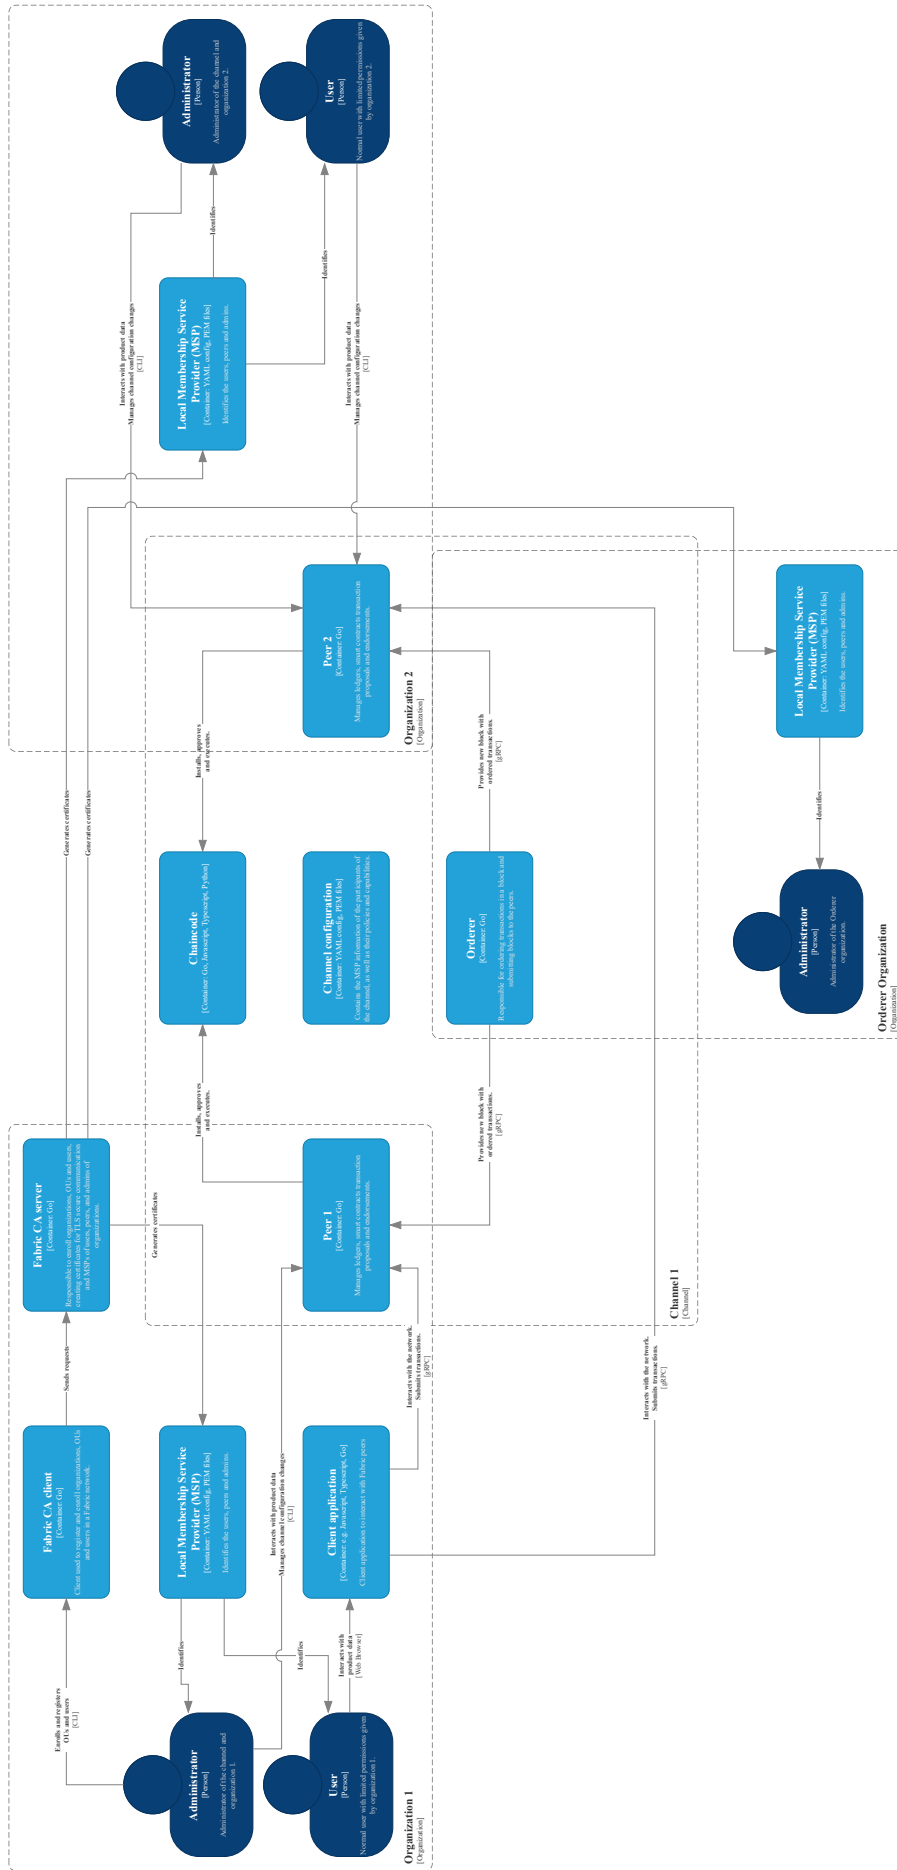 Administrator
[Person]
Administrator of the channel and
organization 1.
User
[Person]
Normal user with limited permissions given
by organization 1.
Organization 1
[Organization]
Enrolls and registers
OUs and users
[CLI]
Identifies
Identifies
Interacts with
product data
[Web Browser]
Fabric CA client
[Container: Go]
Client used to register and enroll organizations, OUs
and users in a Fabric network.
Local Membership Service
Provider (MSP)
[Container: YAML config, PEM files]
Identifies the users, peers and admins.
Interacts with product data
Manages channel configuration changes
[CLI]
Client application
[Container: e.g. Javascript, Typescript, Go]
Client application to interact with Fabric peers
Sends requests
Interacts with the network.
Submits transactions.
[gRPC]
Interacts with the network.
Submits transactions.
[gRPC]
Fabric CA server
[Container: Go]
Responsible to enroll organizations, OUs and users,
creating certificates for TLS secure communication
and MSPs of users, peers, and admins of
organizations.
Generates certificates
Peer 1
[Container: Go]
Manages ledgers, smart contracts transaction
proposals and endorsements.
Channel 1
[Channel]
Installs, approves
and executes.
Provides new block with
ordered transactions.
[gRPC]
Chaincode
[Container: Go, Javascript, Typescript, Python]
Channel configuration
[Container: YAML config, PEM files]
Contains the MSP information of the participants of
the channel, as well as their policies and capabilities.
Orderer
[Container: Go]
Responsible for ordering transactions in a block and
submitting blocks to the peers.
Administrator
[Person]
Administrator of the Orderer
organization.
Orderer Organization
[Organization]
Generates certificates
Generates certificates
Installs, approves
and executes.
Provides new block with
ordered transactions.
[gRPC]
Identifies
Peer 2
[Container: Go]
Manages ledgers, smart contracts transaction
proposals and endorsements.
Organization 2
[Organization]
Local Membership Service
Provider (MSP)
[Container: YAML config, PEM files]
Identifies the users, peers and admins.
Interacts with product data
Manages channel configuration changes
[CLI]
Local Membership Service
Provider (MSP)
[Container: YAML config, PEM files]
Identifies the users, peers and admins.
Interacts with product data
Manages channel configuration changes
[CLI]
Identifies
Identifies
Administrator
[Person]
Administrator of the channel and
organization 2.
User
[Person]
Normal user with limited permissions given
by organization 2.